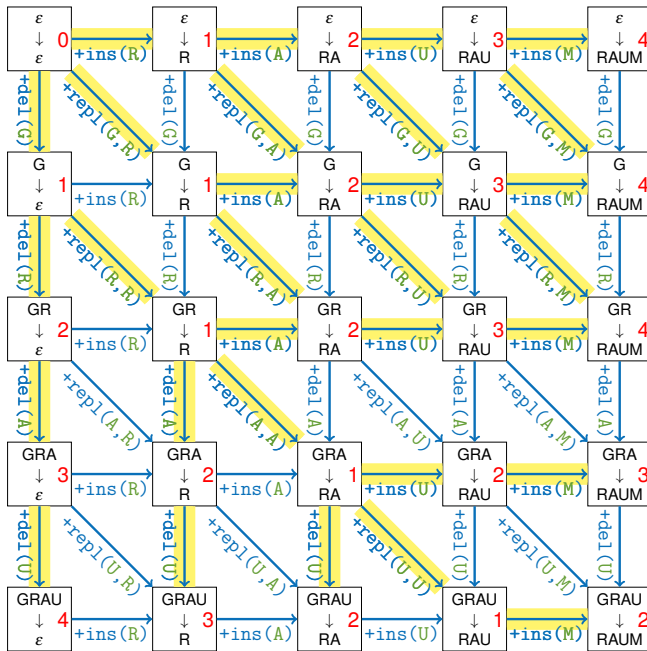 ε ε ε ε ε
↓ 0 ↓ 1 ↓ 2 ↓ 3 ↓ 4
ε +ins(R) R +ins(A) RA +ins(U) RAU +ins(M) RAUM
+del(G) +repl(G,R) +del(G) +repl(G,A) +del(G) +repl(G,U) +del(G) +repl(G,M) +del(G)
G G G G G
↓ 1 ↓ 1 ↓ 2 ↓ 3 ↓ 4
ε +ins(R) R +ins(A) RA +ins(U) RAU +ins(M) RAUM
+del(R) +repl(R,R) +del(R) +repl(R,A) +del(R) +repl(R,U) +del(R) +repl(R,M) +del(R)
GR GR GR GR GR
↓ 2 ↓ 1 ↓ 2 ↓ 3 ↓ 4
ε +ins(R) R +ins(A) RA +ins(U) RAU +ins(M) RAUM
+del(A) +repl(A,R) +del(A) +repl(A,A) +del(A) +repl(A,U) +del(A) +repl(A,M) +del(A)
GRA GRA GRA GRA GRA
↓ 3 ↓ 2 ↓ 1 ↓ 2 ↓ 3
ε +ins(R) R +ins(A) RA +ins(U) RAU +ins(M) RAUM
+del(U) +repl(U,R) +del(U) +repl(U,A) +del(U) +repl(U,U) +del(U) +repl(U,M) +del(U)
GRAU GRAU GRAU GRAU GRAU
↓ 4 ↓ 3 ↓ 2 ↓ 1 ↓ 2
ε +ins(R) R +ins(A) RA +ins(U) RAU +ins(M) RAUM